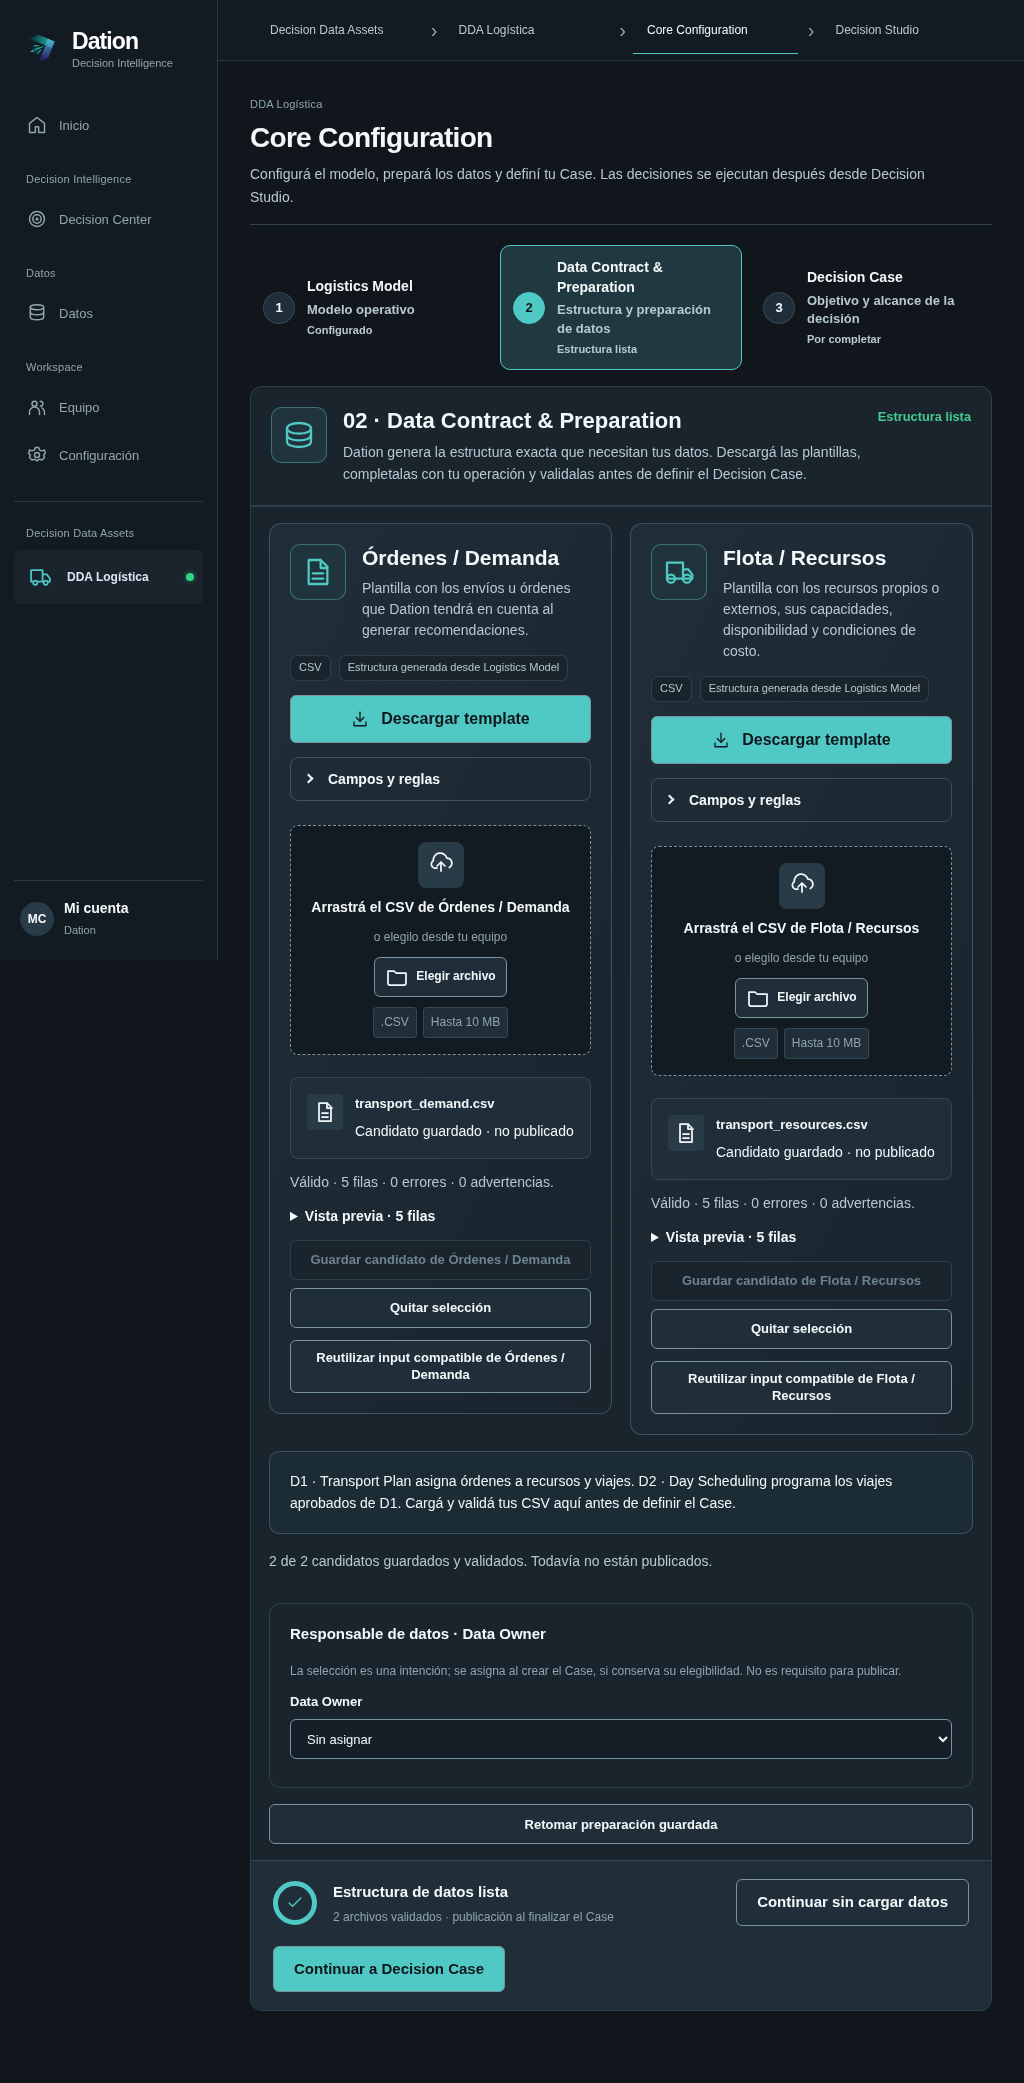 Dation
Decision Intelligence
Inicio
Decision Intelligence
Decision Center
Datos
Datos
Workspace
Equipo
Configuración
Decision Data Assets
DDA Logística
MC
Mi cuenta
Dation
Decision Data Assets
DDA Logística
Core Configuration
Decision Studio
DDA Logística
Core Configuration
Configurá el modelo, prepará los datos y definí tu Case. Las decisiones se ejecutan después desde Decision
Studio.
1
Logistics Model
Modelo operativo
Configurado
2
Data Contract &
Preparation
Estructura y preparación
de datos
Estructura lista
3
Decision Case
Objetivo y alcance de la
decisión
Por completar
02 · Data Contract & Preparation
Estructura lista
Dation genera la estructura exacta que necesitan tus datos. Descargá las plantillas,
completalas con tu operación y validalas antes de definir el Decision Case.
Órdenes / Demanda
Plantilla con los envíos u órdenes
que Dation tendrá en cuenta al
generar recomendaciones.
CSV
Estructura generada desde Logistics Model
Descargar template
Campos y reglas
Arrastrá el CSV de Órdenes / Demanda
o elegilo desde tu equipo
Elegir archivo
.CSV
Hasta 10 MB
transport_demand.csv
Candidato guardado · no publicado
Válido · 5 filas · 0 errores · 0 advertencias.
Vista previa · 5 filas
Guardar candidato de Órdenes / Demanda
Quitar selección
Reutilizar input compatible de Órdenes /
Demanda
Flota / Recursos
Plantilla con los recursos propios o
externos, sus capacidades,
disponibilidad y condiciones de
costo.
CSV
Estructura generada desde Logistics Model
Descargar template
Campos y reglas
Arrastrá el CSV de Flota / Recursos
o elegilo desde tu equipo
Elegir archivo
.CSV
Hasta 10 MB
transport_resources.csv
Candidato guardado · no publicado
Válido · 5 filas · 0 errores · 0 advertencias.
Vista previa · 5 filas
Guardar candidato de Flota / Recursos
Quitar selección
Reutilizar input compatible de Flota /
Recursos
D1 · Transport Plan asigna órdenes a recursos y viajes. D2 · Day Scheduling programa los viajes
aprobados de D1. Cargá y validá tus CSV aquí antes de definir el Case.
2 de 2 candidatos guardados y validados. Todavía no están publicados.
Responsable de datos · Data Owner
La selección es una intención; se asigna al crear el Case, si conserva su elegibilidad. No es requisito para publicar.
Data Owner
Sin asignar
Retomar preparación guardada
Estructura de datos lista
2 archivos validados · publicación al finalizar el Case
Continuar sin cargar datos
Continuar a Decision Case